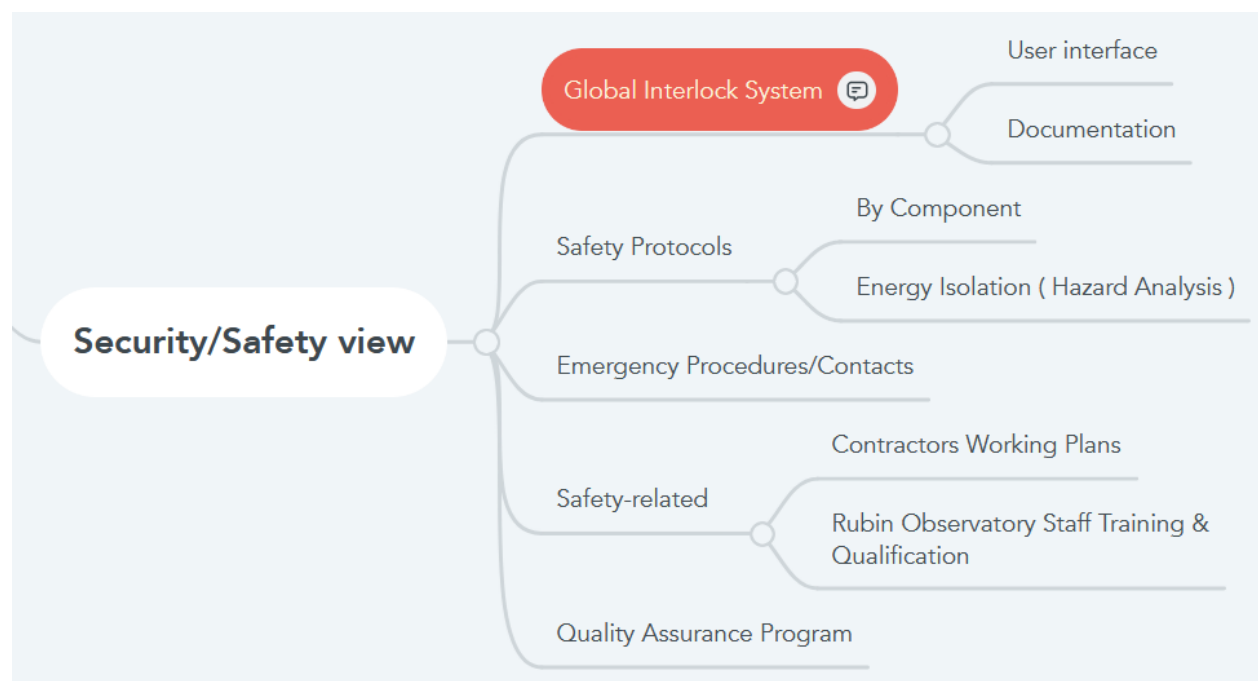 User interface
Global Interlock System
Documentation
By Component
Safety Protocols
Energy Isolation ( Hazard Analysis )
Security/Safety view
Emergency Procedures/Contacts
Contractors Working Plans
Safety-related
Rubin Observatory Staff Training &
Qualification
Quality Assurance Program